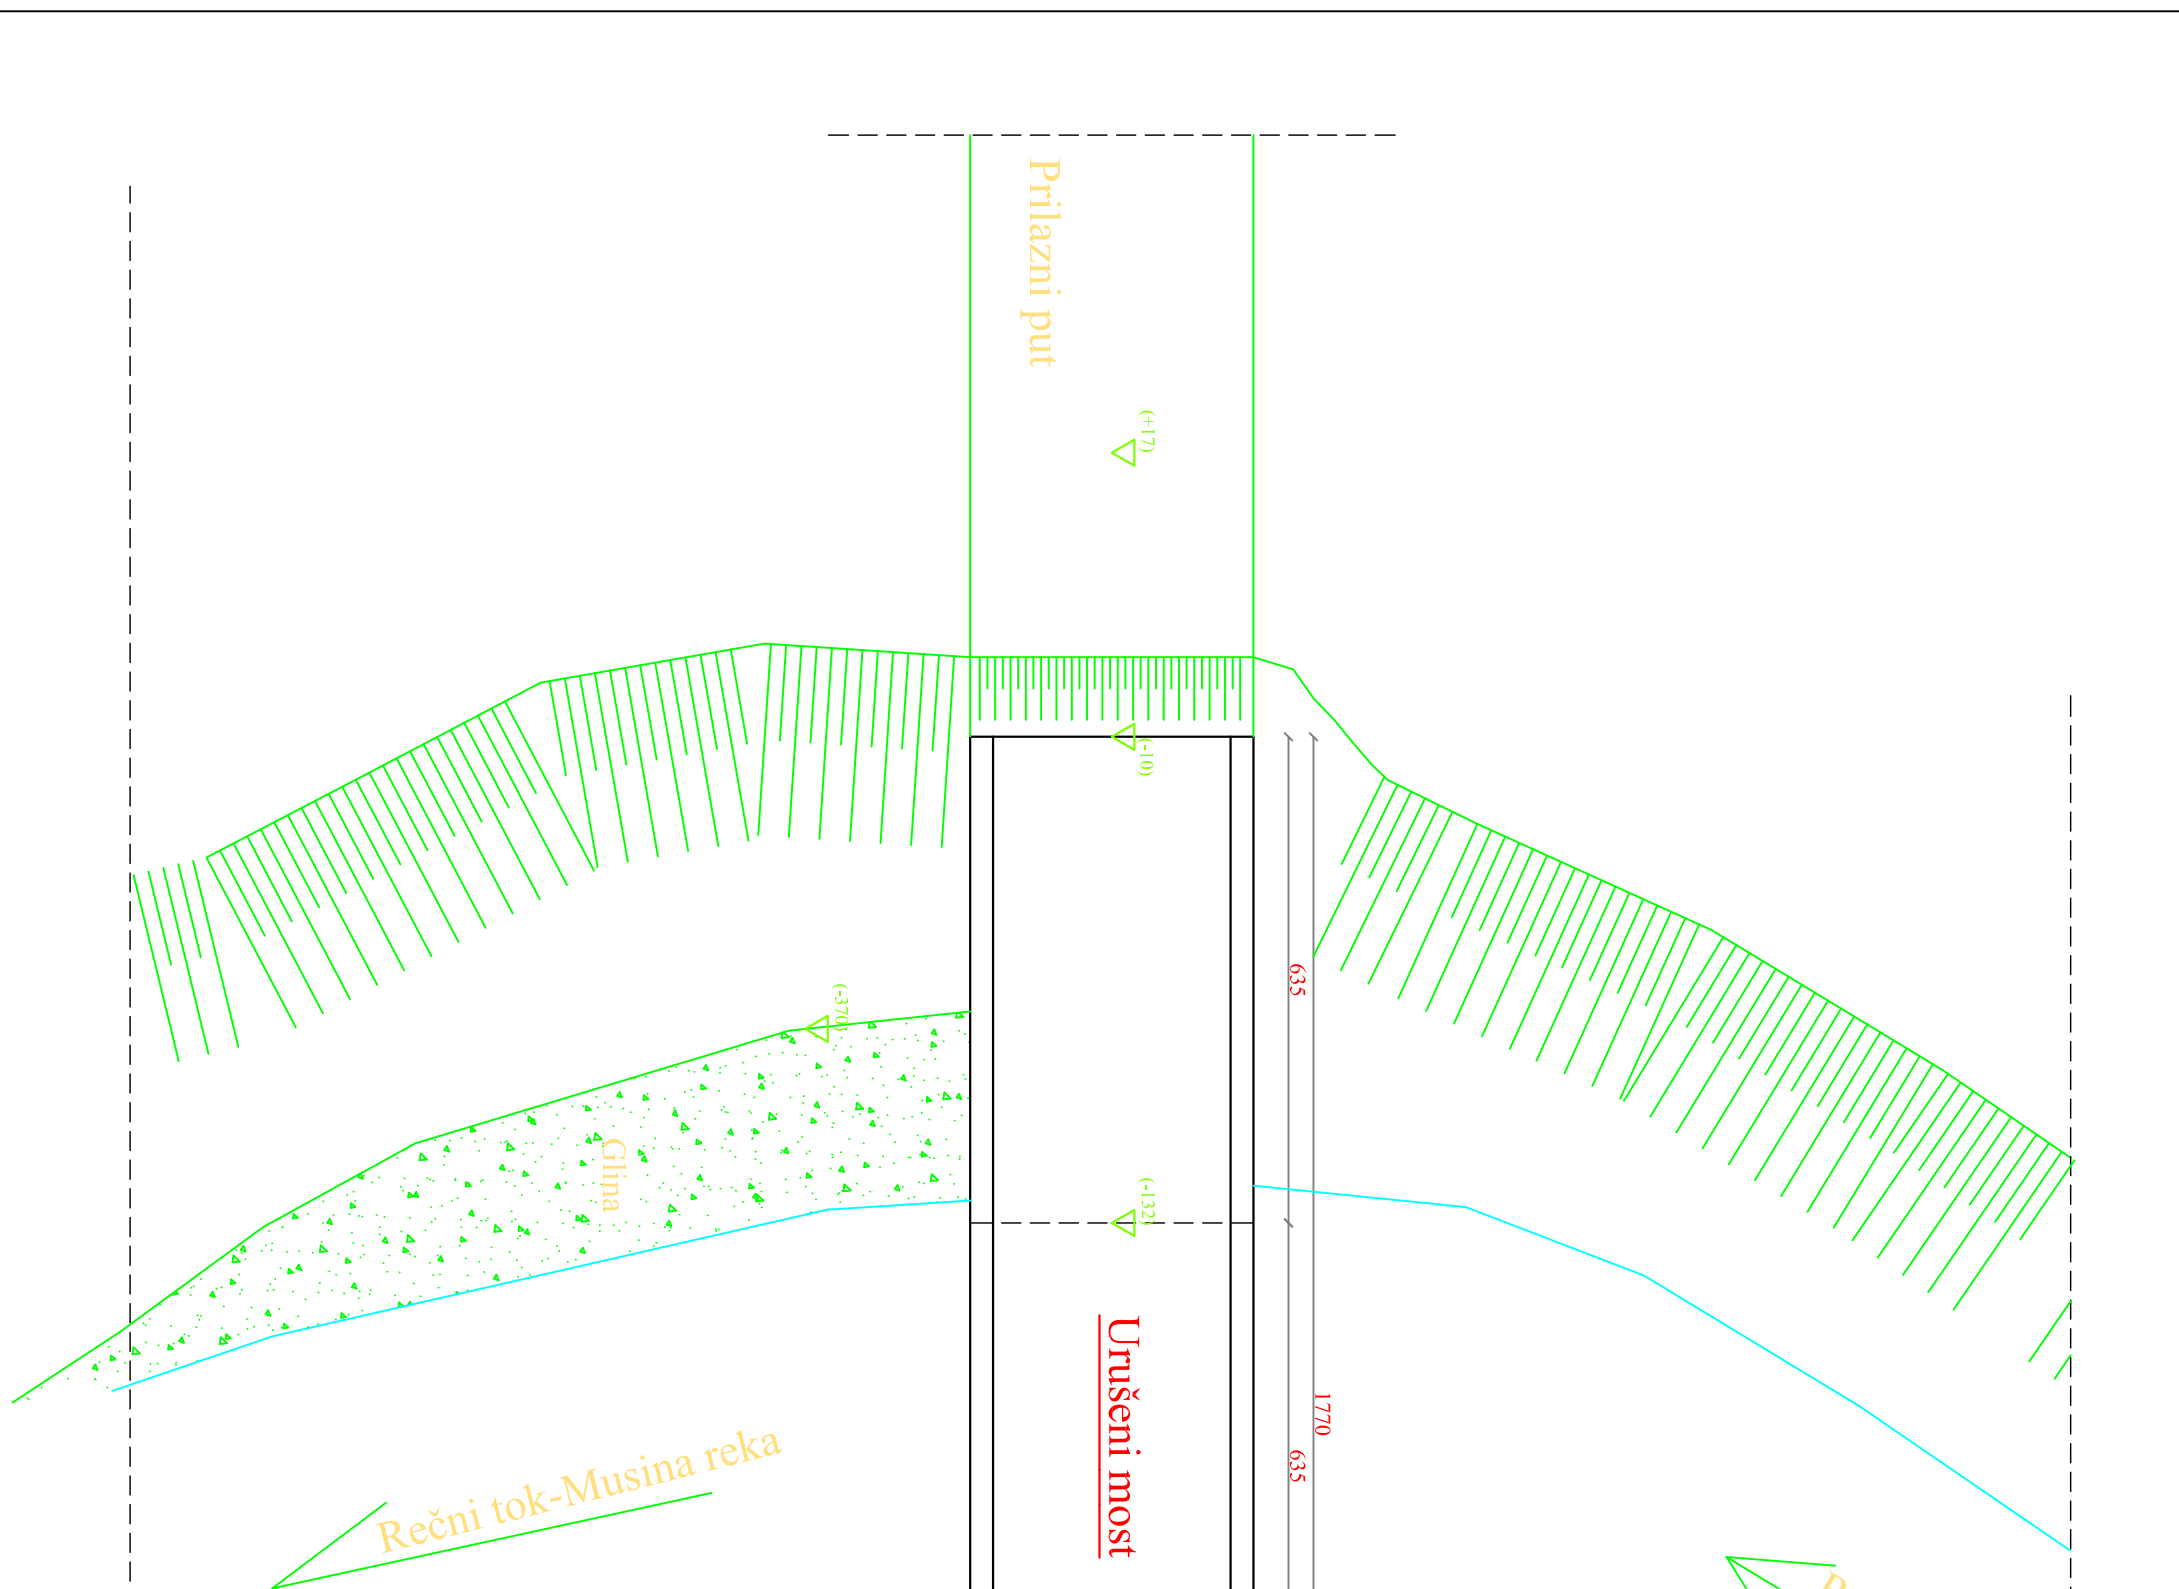 Prilazni put
(+17)
(-10)
635
(-370)
Glina
(-132)
Urušeni most
1770
635
Rečni tok-Musina reka